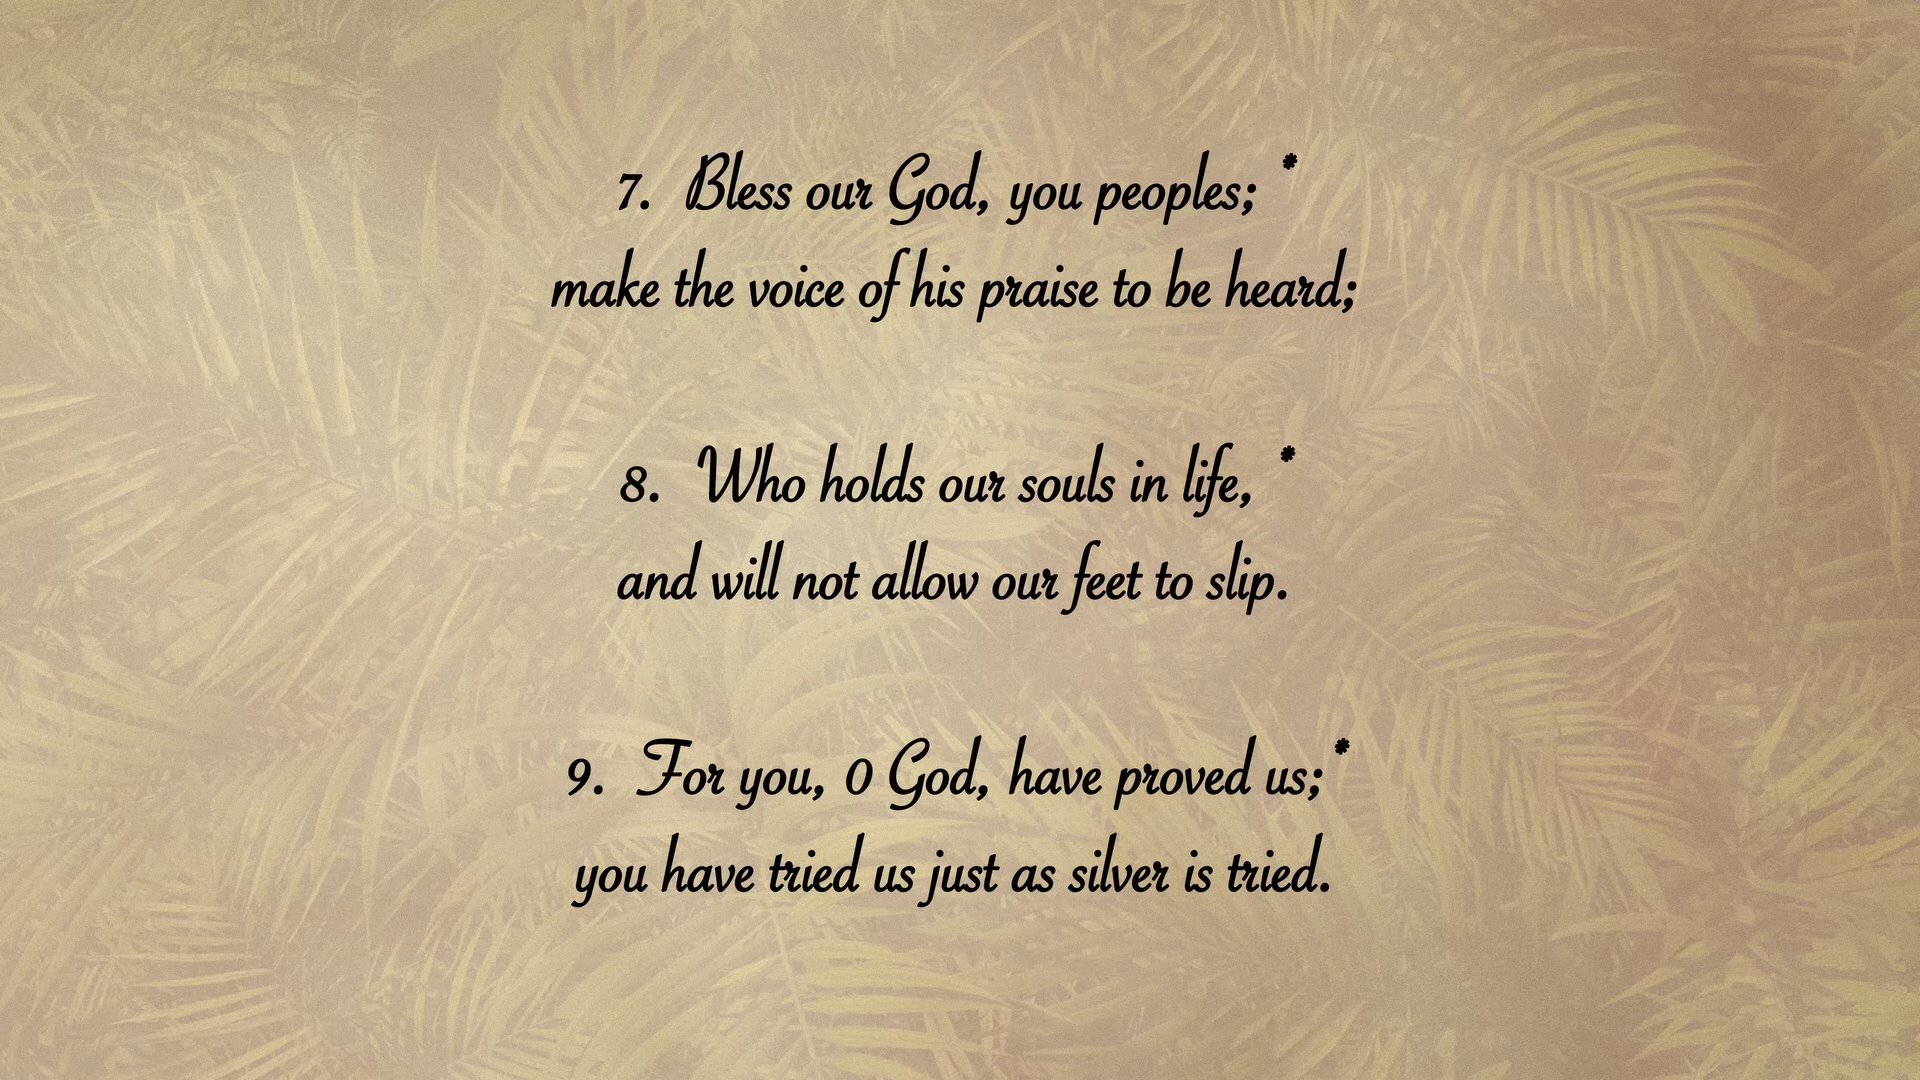 7. Bless our God, you peoples; *
make the voice of his praise to be heard;
8. Who holds our souls in life, *
and will not allow our feet to slip.
9. For you, 0 God, have proved us; *
you have tried us just as silver is tried.